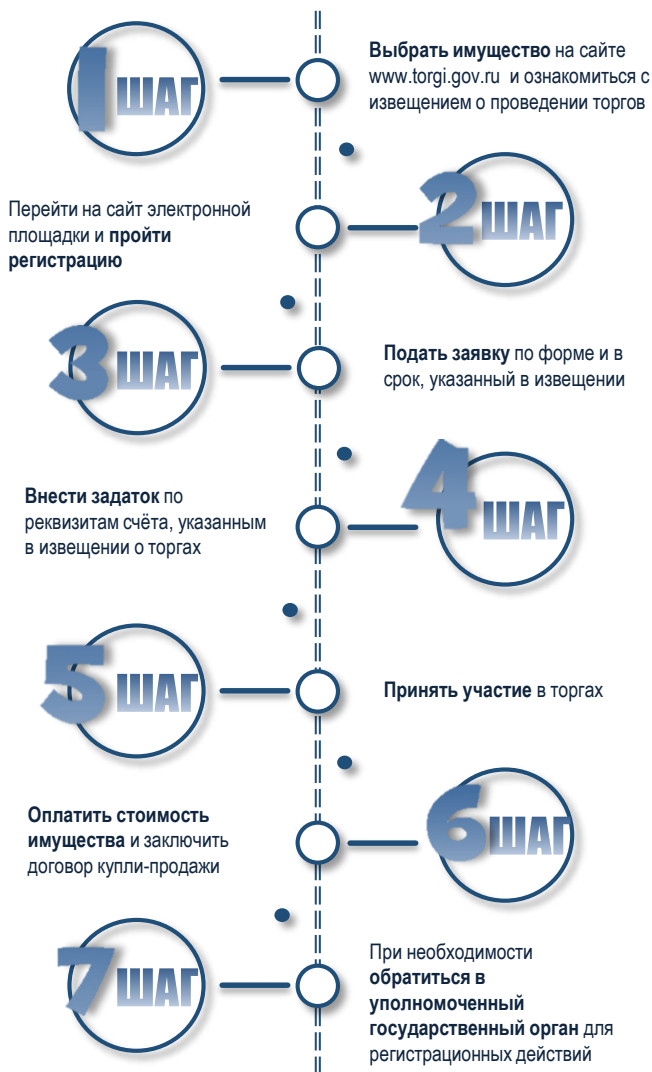 1 ШАГ
Выбрать имущество на сайте
www.torgi.gov.ru и ознакомиться с
извещением о проведении торгов
2 ШАГ
Перейти на сайт электронной
площадки и пройти
регистрацию
3 ШАГ
Подать заявку по форме и в
срок, указанный в извещении
4 ШАГ
Внести задаток по
реквизитам счёта, указанным
в извещении о торгах
5 ШАГ
Принять участие в торгах
6 ШАГ
Оплатить стоимость
имущества и заключить
договор купли-продажи
7 ШАГ
При необходимости
обратиться в
уполномоченный
государственный орган для
регистрационных действий